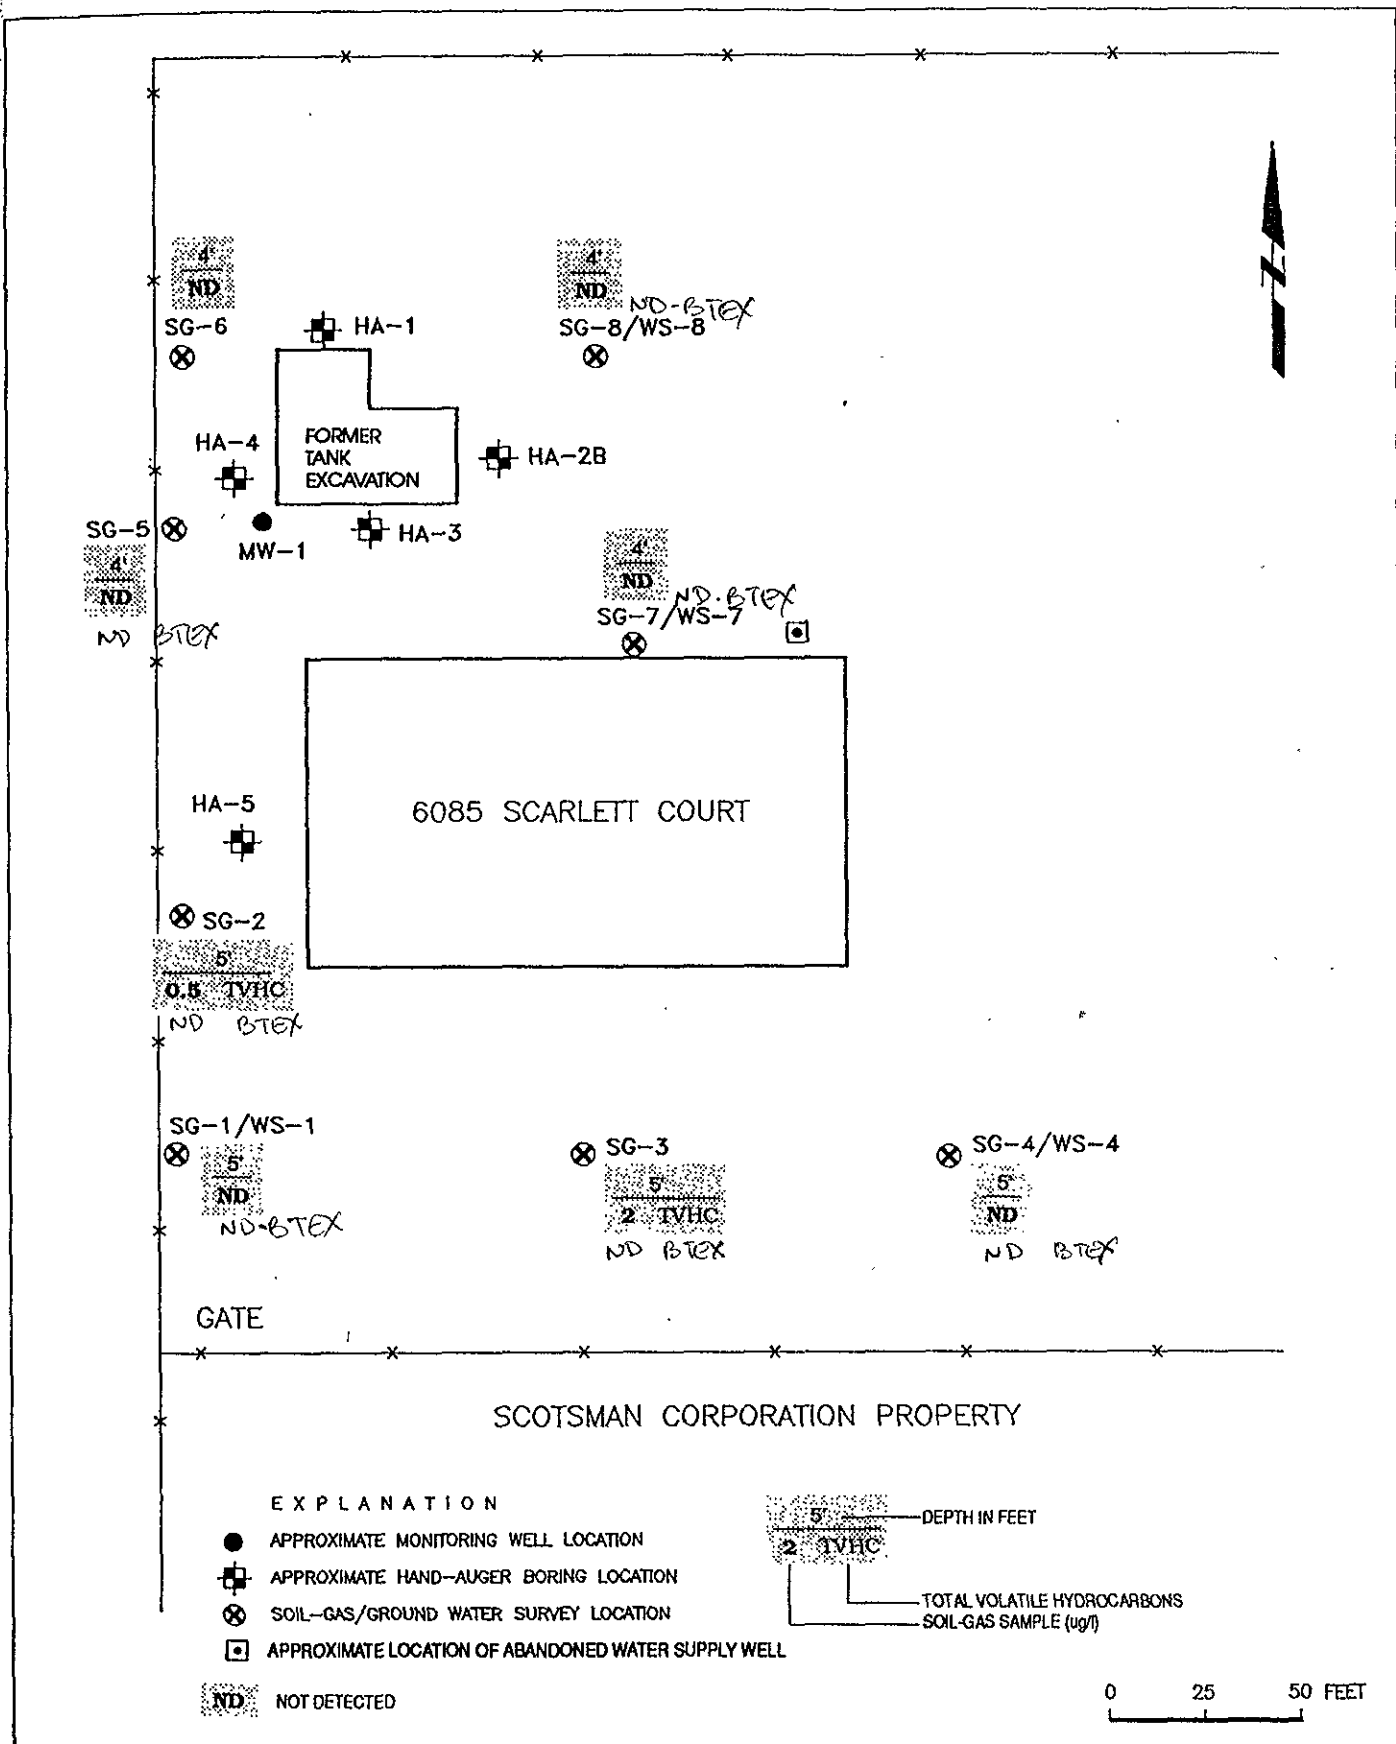 4'
ND
SG-6
4'
ND
ND-BTEX
SG-8/WS-8
HA-1
N
HA-4
FORMER
TANK
EXCAVATION
HA-2B
SG-5
MW-1
HA-3
4'
ND
ND BTEX
4'
ND
ND-BTEX
SG-7/WS-7
HA-5
6085 SCARLETT COURT
SG-2
5'
0.5 TVHC
ND BTEX
SG-1/WS-1
5'
ND
ND-BTEX
SG-3
5'
2 TVHC
ND BTEX
SG-4/WS-4
5'
ND
ND BTEX
GATE
SCOTSMAN CORPORATION PROPERTY
EXPLANATION
APPROXIMATE MONITORING WELL LOCATION
APPROXIMATE HAND-AUGER BORING LOCATION
SOIL-GAS/GROUND WATER SURVEY LOCATION
APPROXIMATE LOCATION OF ABANDONED WATER SUPPLY WELL
ND NOT DETECTED
5' DEPTH IN FEET
2 TVHC
TOTAL VOLATILE HYDROCARBONS
SOIL-GAS SAMPLE (ug/l)
0 25 50 FEET